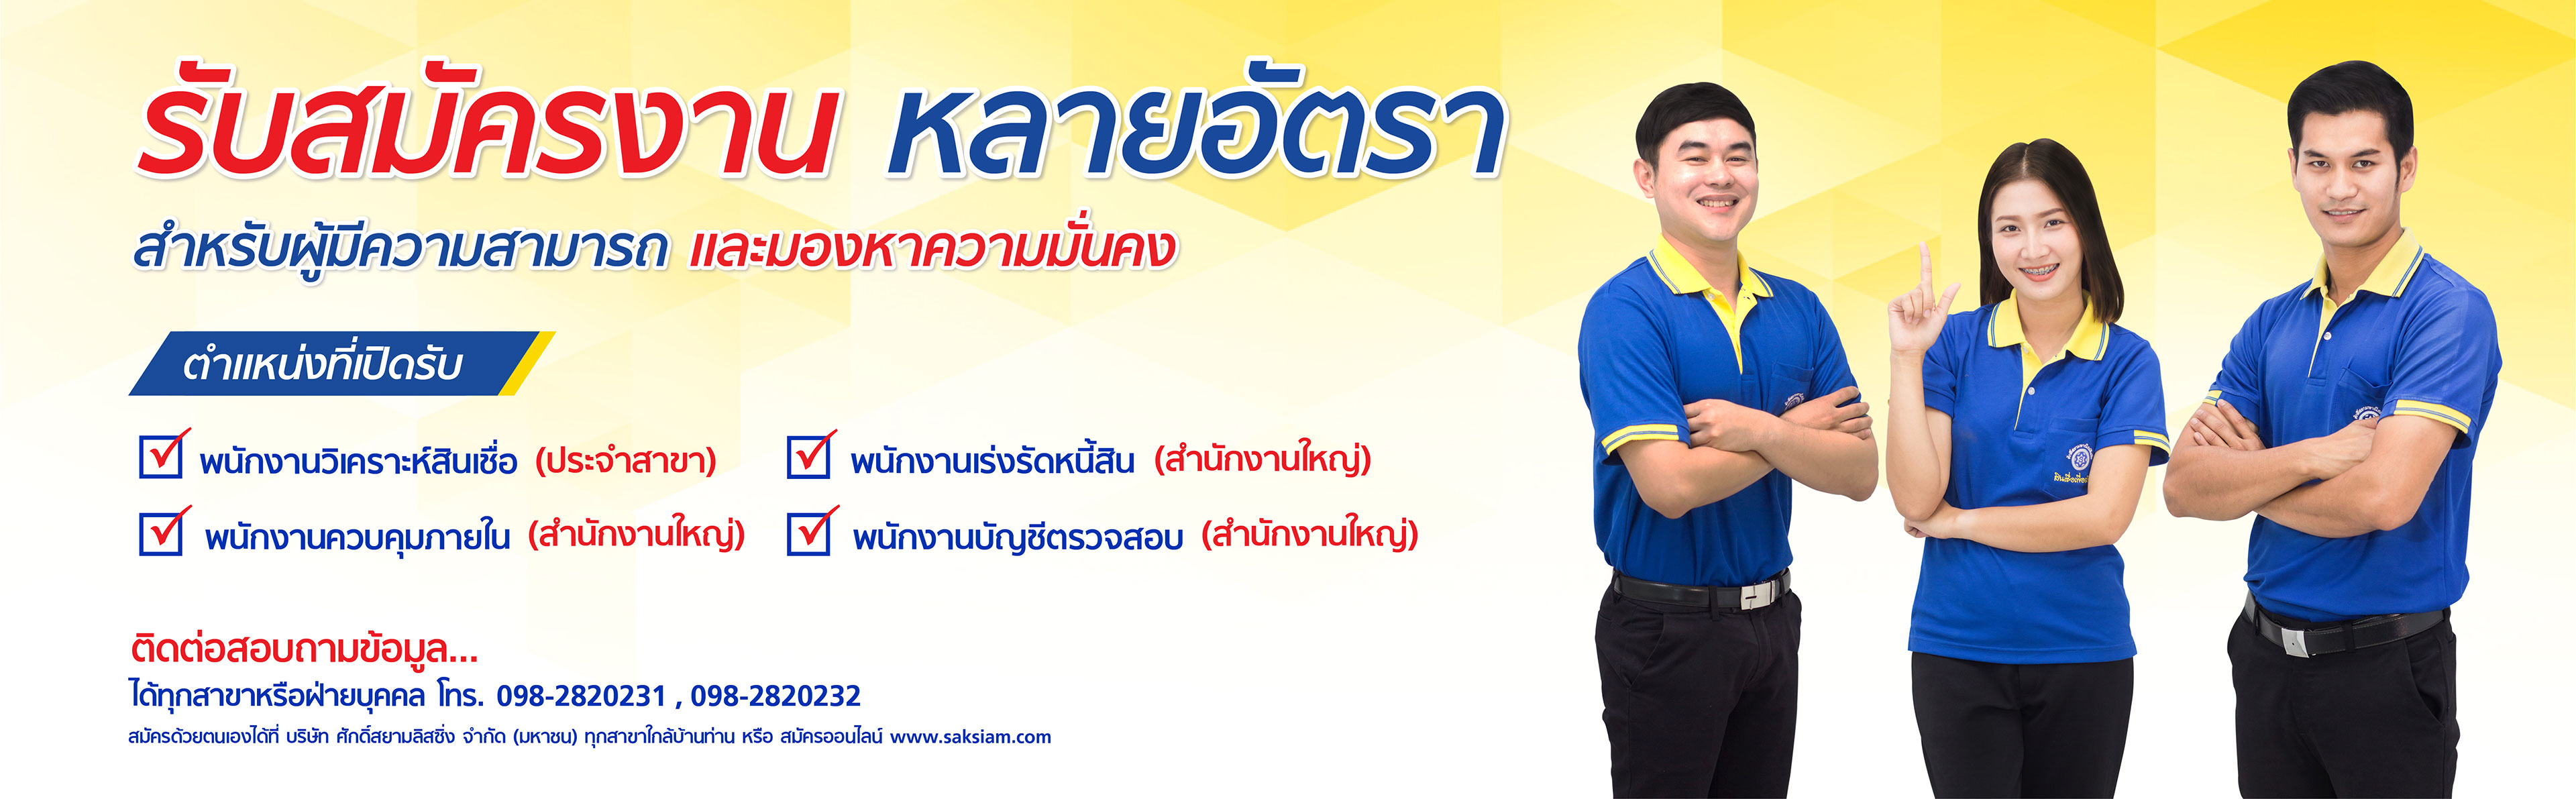 รับสมัครงาน หลายอัตรา
สำหรับผู้มีความสามารถ และมองหาความมั่นคง
ตำแหน่งที่เปิดรับ
พนักงานวิเคราะห์สินเชื่อ (ประจำสาขา)
พนักงานเร่งรัดหนี้สิน (สำนักงานใหญ่)
พนักงานควบคุมภายใน (สำนักงานใหญ่)
พนักงานบัญชีตรวจสอบ (สำนักงานใหญ่)
ติดต่อสอบถามข้อมูล...
ได้ทุกสาขาหรือฝ่ายบุคคล โทร. 098-2820231 , 098-2820232
สมัครด้วยตนเองได้ที่ บริษัท ศักดิ์สยามลิสซิ่ง จำกัด (มหาชน) ทุกสาขาใกล้บ้านท่าน หรือ สมัครออนไลน์ www.saksiam.com